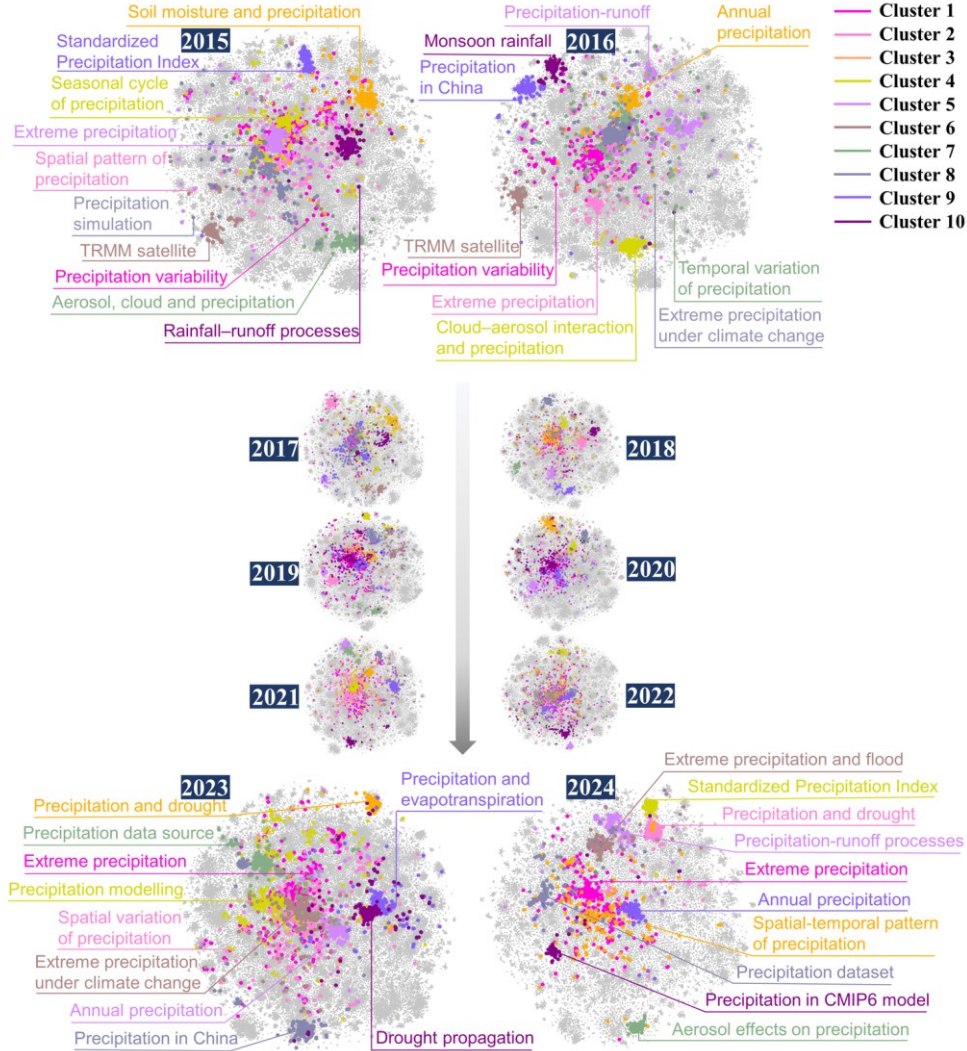 Soil moisture and precipitation
2015
Standardized
Precipitation Index
Seasonal cycle
of precipitation
Extreme precipitation
Spatial pattern of
precipitation
Precipitation
simulation
TRMM satellite
Precipitation variability
Aerosol, cloud and precipitation
Rainfall–runoff processes
Precipitation-runoff
Annual
precipitation
Monsoon rainfall
2016
Precipitation
in China
TRMM satellite
Precipitation variability
Extreme precipitation
Cloud–aerosol interaction
and precipitation
Temporal variation
of precipitation
Extreme precipitation
under climate change
Cluster 1
Cluster 2
Cluster 3
Cluster 4
Cluster 5
Cluster 6
Cluster 7
Cluster 8
Cluster 9
Cluster 10
2017
2018
2019
2020
2021
2022
2023
Precipitation and
evapotranspiration
Precipitation and drought
Precipitation data source
Extreme precipitation
Precipitation modelling
Spatial variation
of precipitation
Extreme precipitation
under climate change
Annual precipitation
Precipitation in China
Drought propagation
Extreme precipitation and flood
2024
Standardized Precipitation Index
Precipitation and drought
Precipitation-runoff processes
Extreme precipitation
Annual precipitation
Spatial-temporal pattern
of precipitation
Precipitation dataset
Precipitation in CMIP6 model
Aerosol effects on precipitation